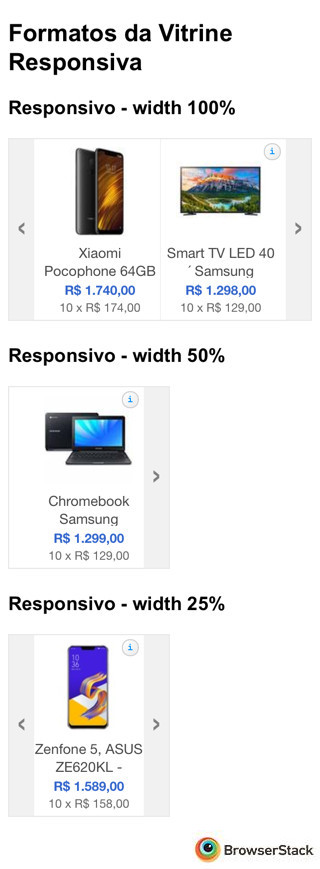 Formatos da Vitrine
Responsiva
Responsivo - width 100%
i
‹
›
Xiaomi
Pocophone 64GB
R$ 1.740,00
10 x R$ 174,00
Smart TV LED 40
´ Samsung
R$ 1.298,00
10 x R$ 129,00
Responsivo - width 50%
i
›
Chromebook
Samsung
R$ 1.299,00
10 x R$ 129,00
Responsivo - width 25%
i
10
36
‹
›
Zenfone 5, ASUS
ZE620KL -
R$ 1.589,00
10 x R$ 158,00
BrowserStack